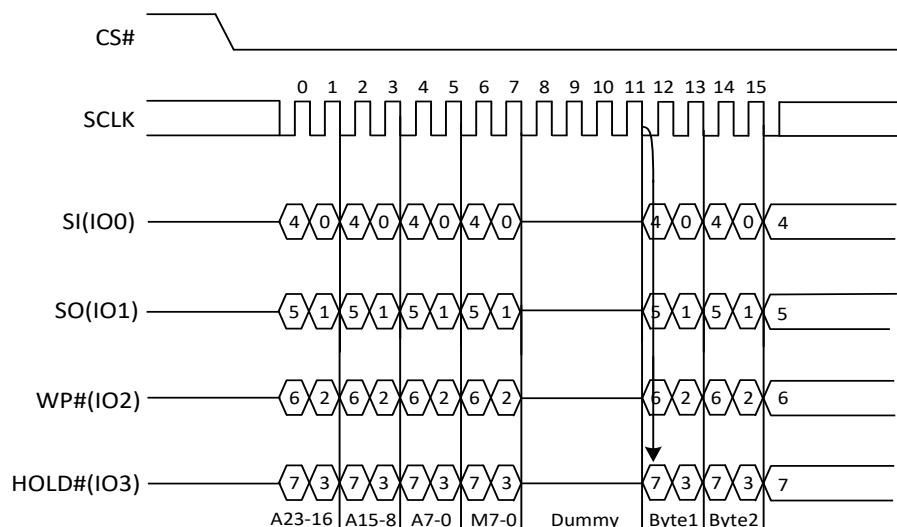 CS#
0 1 2 3 4 5 6 7 8 9 10 11 12 13 14 15
SCLK
SI(IO0) 4 0 4 0 4 0 4 0 4 0 4 0 4
SO(IO1) 5 1 5 1 5 1 5 1 5 1 5 1 5
WP#(IO2) 6 2 6 2 6 2 6 2 6 2 6 2 6
HOLD#(IO3) 7 3 7 3 7 3 7 3 7 3 7 3 7
A23-16 A15-8 A7-0 M7-0 Dummy Byte1 Byte2